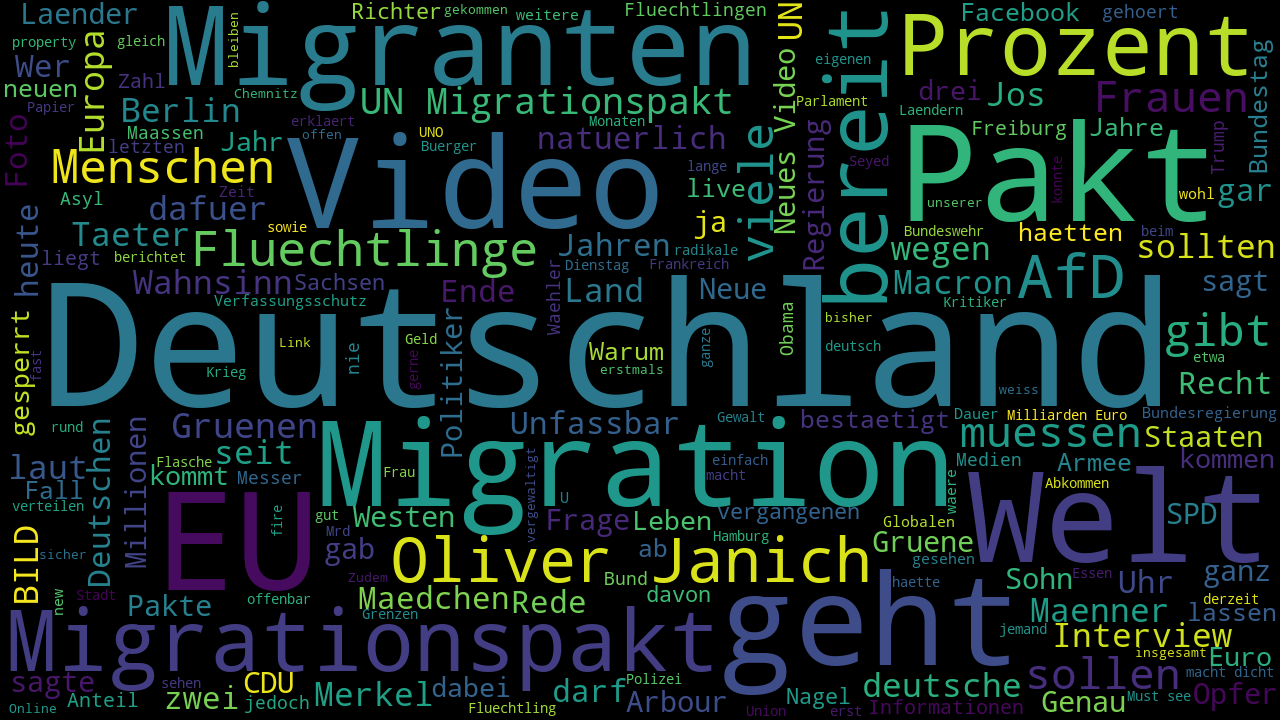 Laender
Migranten
Richter
gekommen
weitere
Fluechtlingen
UN
bereit
Prozent
Facebook
gehoert
property
gleich
Europa
bleiben
Wer
Zahl
neuen
Chemnitz
Papier
Berlin
UN Migrationspakt
Neues Video
eigenen
Parlament
drei
Jos
Frauen
Bundestag
Laendern
Foto
Maassen
erklaert
offen
Monaten
UNO
Buerger
natuerlich
letzten
Jahr
Menschen
Video
lange
viele
Regierung
Pakt
Freiburg
Jahre
Trump
Seyed
konnte
Zeit
Asyl
live
wohl
gar
unserer
dafuer
sowie
ja
Bundeswehr
haetten
beim
heute
Taeter
Fluechtlinge
Jahren
radikale
wegen
sollten
liegt
berichtet
Dienstag
Frankreich
Wahnsinn
Sachsen
Waehler
Ende
Land
Neue
Macron
AfD
sagt
Verfassungsschutz
Kritiker
gesperrt
Deutschland
Obama
bisher
gibt
Politiker
Link
nie
Geld
Warum
ganze
deutsch
etwa
fast
Krieg
gerne
erstmals
Recht
weiss
Gruenen
Unfassbar
Gewalt
bestaetigt
Dauer
Milliarden Euro
Bundesregierung
rund
Deutschen
Millionen
seit
Migration
muessen
Staaten
laut
Flasche
kommt
Messer
Frau
vergewaltigt
einfach
macht
Medien
Armee
kommen
Fall
verteilen
EU
U
waere
Welt
Abkommen
BILD
fire
gut
Westen
Mrd
Frage
Leben
vergangenen
Globalen
SPD
Hamburg
Gruene
sicher
gab
Oliver Janich
ab
gesehen
Zudem
Bund
Sohn
Essen
Uhr
ganz
haette
new
Stadt
Pakte
offenbar
Maedchen
Rede
davon
derzeit
Grenzen
Maenner
lassen
Migrationspakt
geht
jemand
Interview
insgesamt
Euro
sagte
sehen
Polizei
sollen
macht dicht
Anteil
zwei
CDU
jedoch
Merkel
dabei
darf
Arbour
Nagel
deutsche
Genau
Must see
Opfer
Online
Fluechtling
Union
erst
Informationen